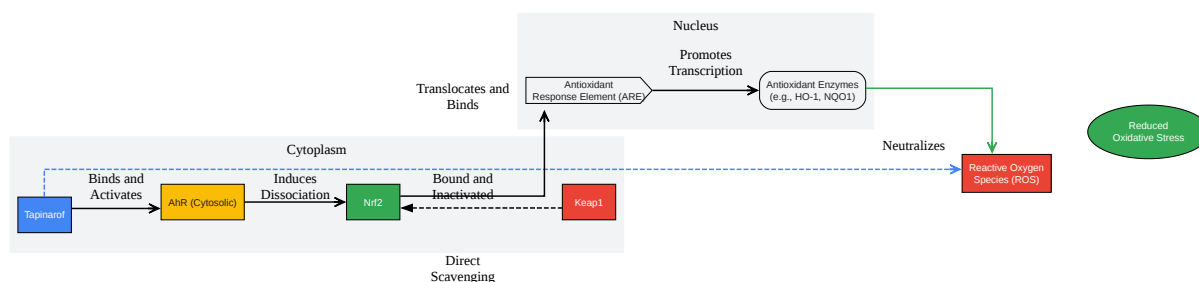 Nucleus
Promotes
Transcription
Translocates and
Binds
Antioxidant
Response Element (ARE)
Antioxidant Enzymes
(e.g., HO-1, NQO1)
Reduced
Oxidative Stress
Cytoplasm
Neutralizes
Reactive Oxygen
Species (ROS)
Binds and
Activates
Induces
Dissociation
Bound and
Inactivated
Tapinarof
AhR (Cytosolic)
Nrf2
Keap1
Direct
Scavenging